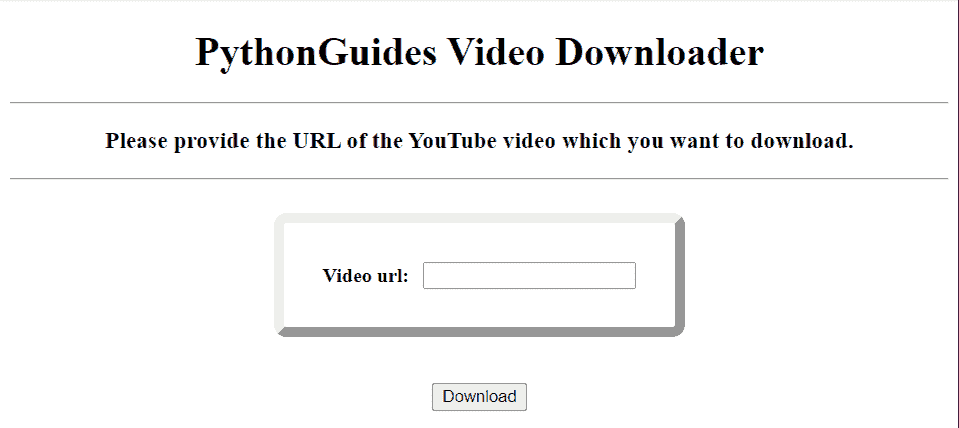 PythonGuides Video Downloader
Please provide the URL of the YouTube video which you want to download.
Video url:
Download